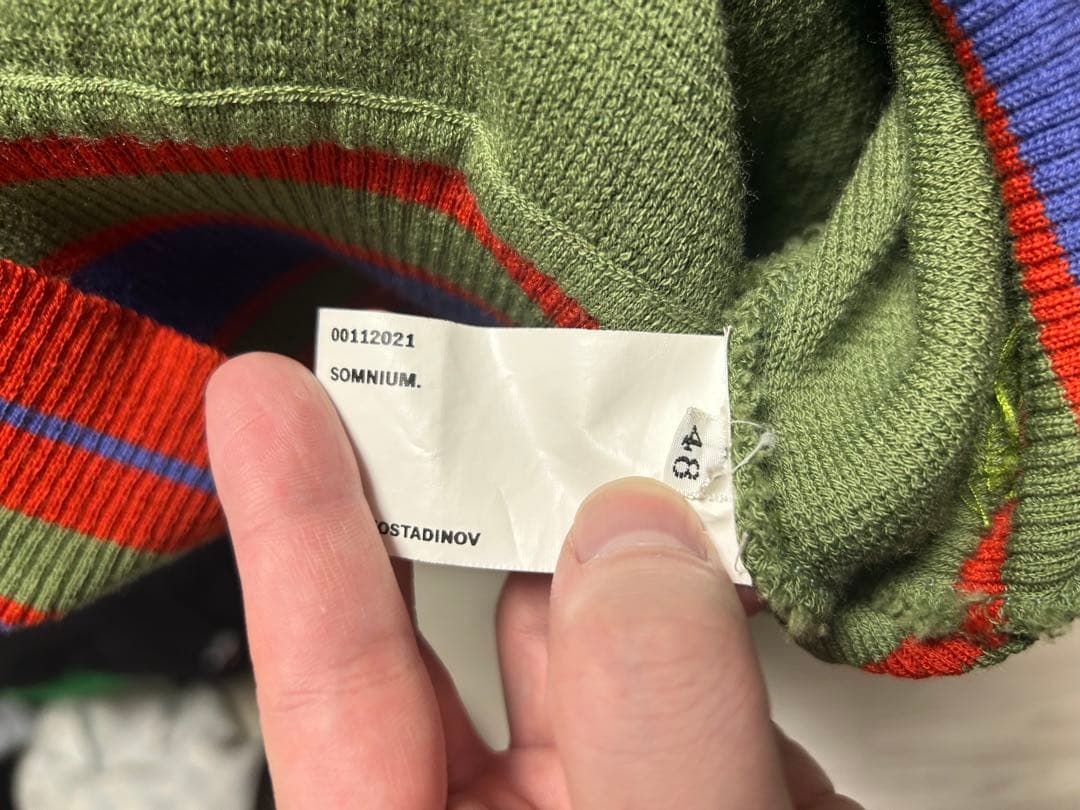 00112021
SOMNIUM.
48
OSTADINOV